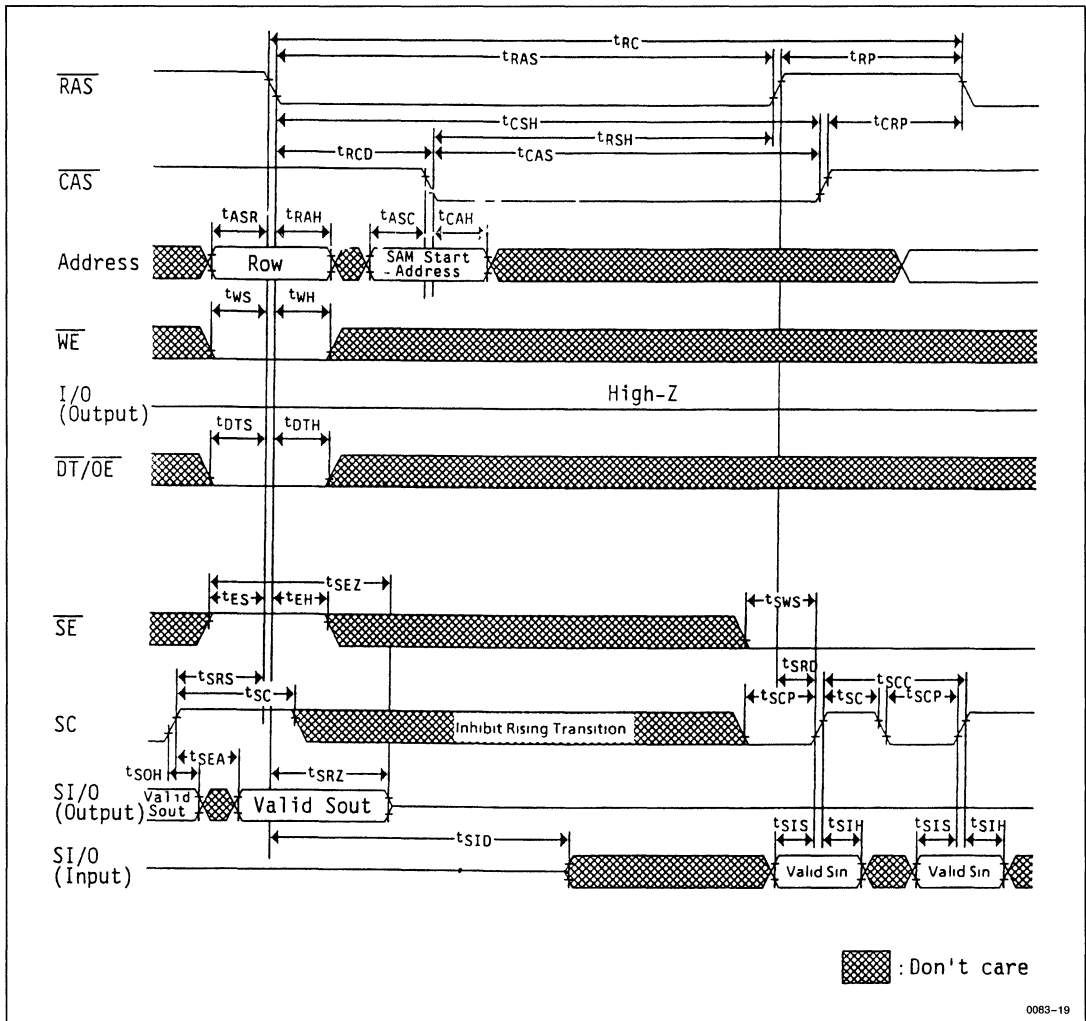 tRC
tRAS
tRP
RAS
tCSH
tCRP
tRSH
tRCD
tCAS
CAS
tASR
tRAH
tASC
tCAH
Address
Row
SAM Start
-Address
tWS
tWH
WE
I/O
(Output)
High-Z
tDTS
tDTH
DT/OE
tSEZ
tES
tEH
tSWS
SE
tSRS
tSC
tSRD
tSCC
tSCP
tSC
tSCP
SC
Inhibit Rising Transition
tSOH
tSEA
tSRZ
SI/O
(Output)
Valid
Sout
Valid Sout
tSID
tSIS
tSIH
tSIS
tSIH
SI/O
(Input)
Valid Sin
Valid Sin
: Don't care
0083-19